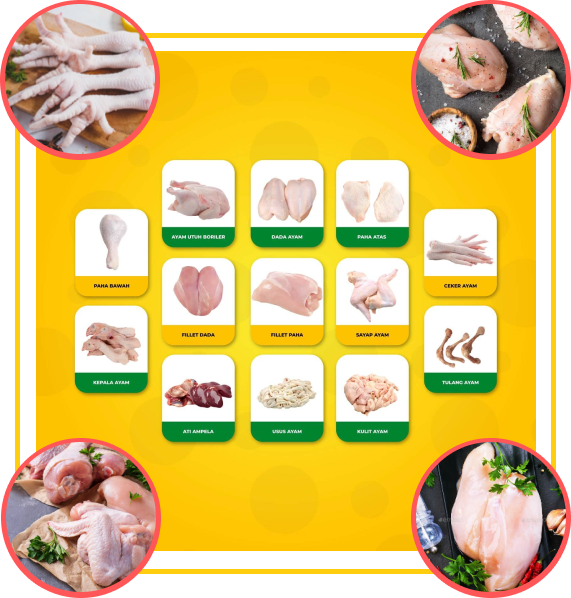 AYAM UTUH BORILER
DADA AYAM
PAHA ATAS
PAHA BAWAH
CEKER AYAM
FILLET DADA
FILLET PAHA
SAYAP AYAM
KEPALA AYAM
TULANG AYAM
ATI AMPELA
USUS AYAM
KULIT AYAM